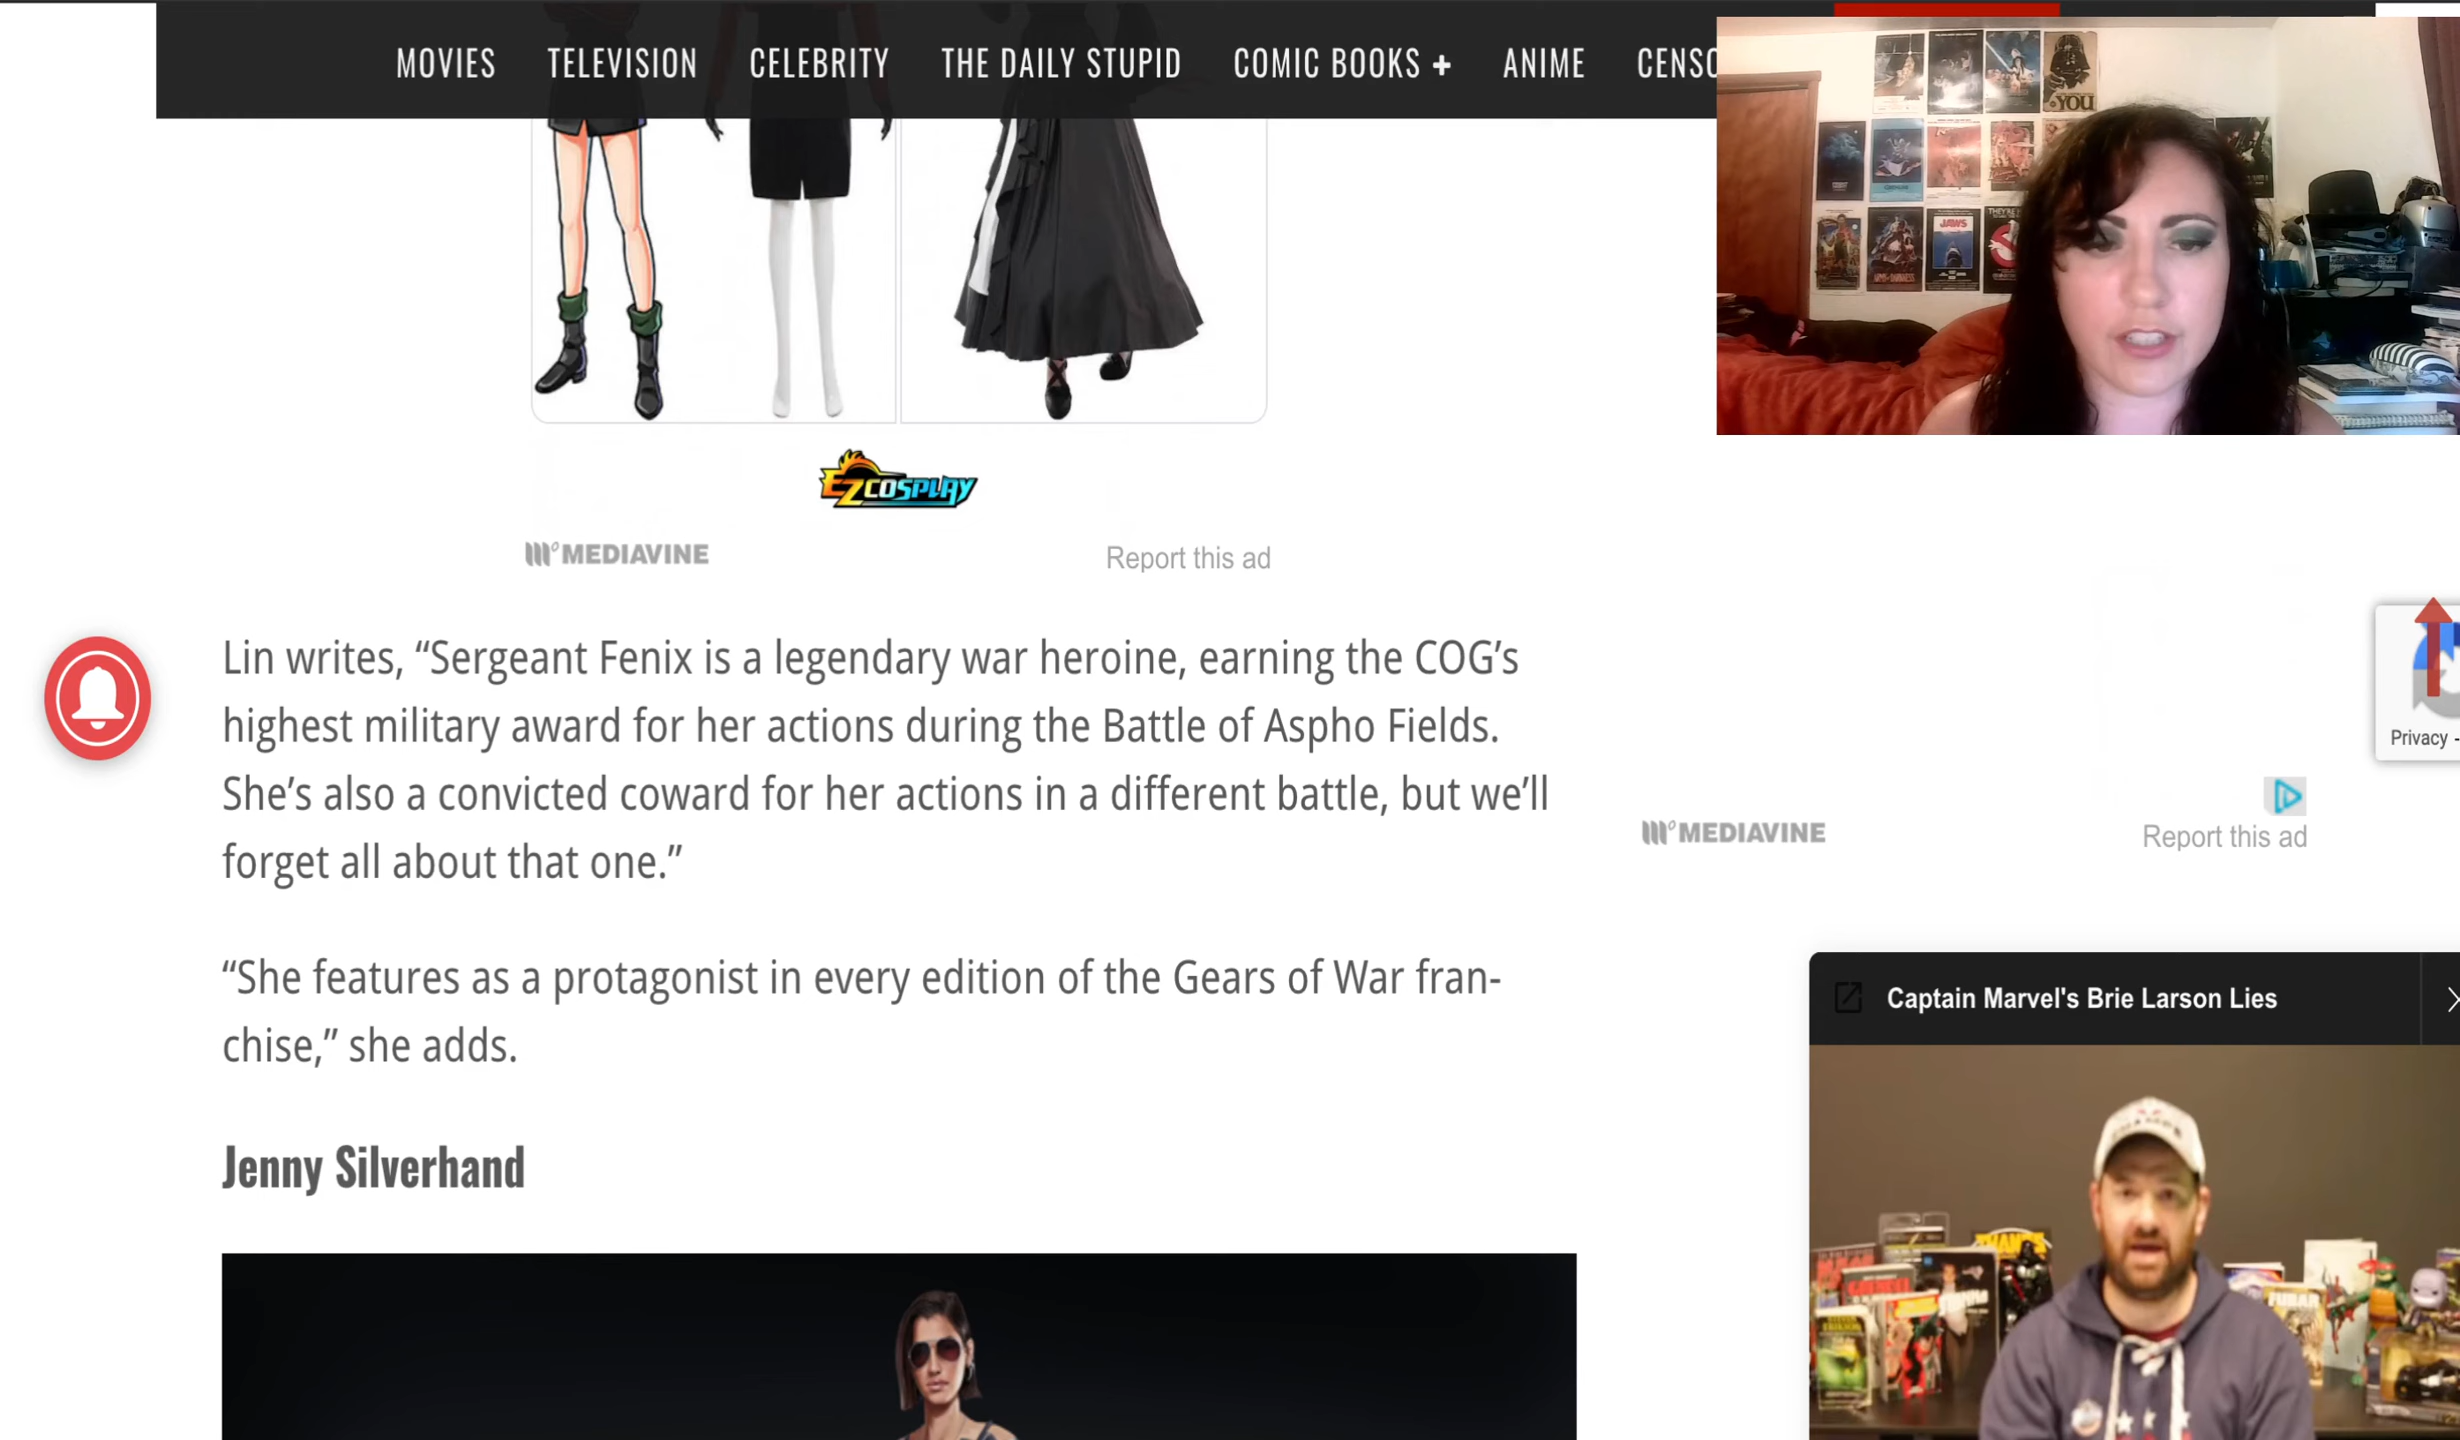 MOVIES TELEVISION CELEBRITY THE DAILY STUPID COMIC BOOKS + ANIME CENSO
YOU
JAWS
EZCOSPLAY
MEDIAVINE Report this ad
Lin writes, “Sergeant Fenix is a legendary war heroine, earning the COG’s
highest military award for her actions during the Battle of Aspho Fields.
She’s also a convicted coward for her actions in a different battle, but we’ll
forget all about that one.”
Privacy -
MEDIAVINE Report this ad
“She features as a protagonist in every edition of the Gears of War fran-
chise,” she adds.
Captain Marvel's Brie Larson Lies
Jenny Silverhand